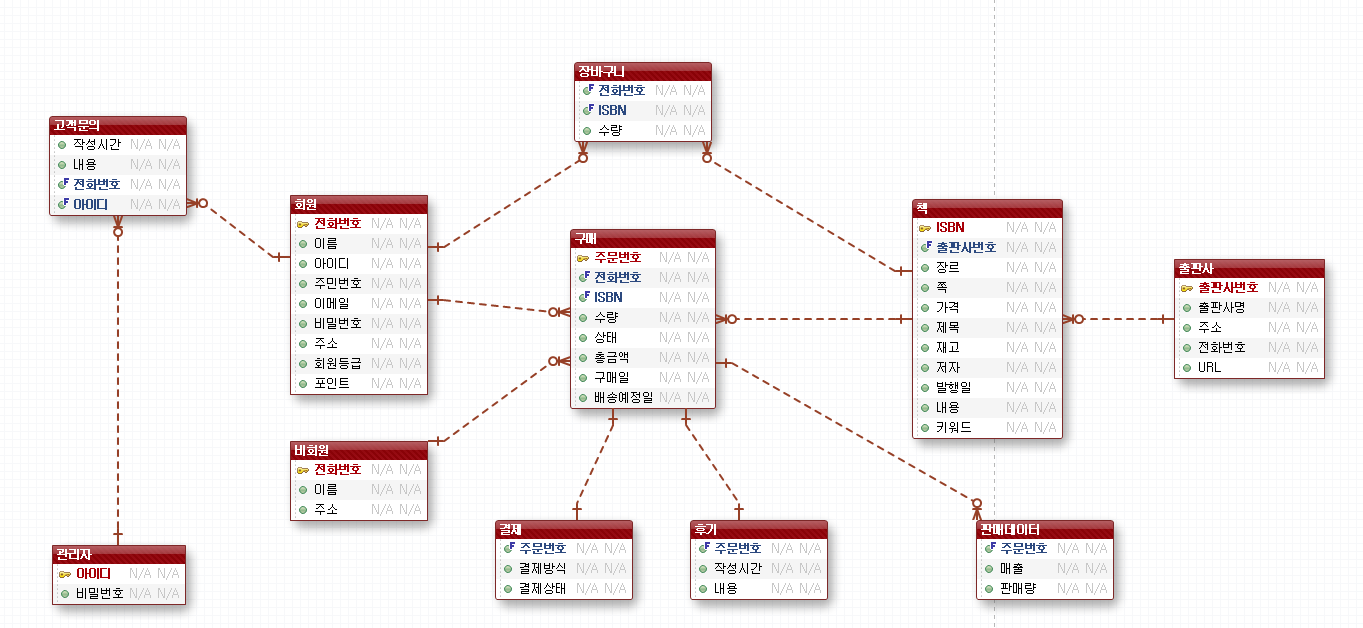 장바구니
전화번호 N/A N/A
ISBN N/A N/A
수량 N/A N/A
고객문의
작성시간 N/A N/A
내용 N/A N/A
전화번호 N/A N/A
아이디 N/A N/A
회원
전화번호 N/A N/A
이름 N/A N/A
아이디 N/A N/A
주민번호 N/A N/A
이메일 N/A N/A
비밀번호 N/A N/A
주소 N/A N/A
회원등급 N/A N/A
포인트 N/A N/A
구매
주문번호 N/A N/A
전화번호 N/A N/A
ISBN N/A N/A
수량 N/A N/A
상태 N/A N/A
총금액 N/A N/A
구매일 N/A N/A
배송예정일 N/A N/A
책
ISBN N/A N/A
출판사번호 N/A N/A
장르 N/A N/A
쪽 N/A N/A
가격 N/A N/A
제목 N/A N/A
재고 N/A N/A
저자 N/A N/A
발행일 N/A N/A
내용 N/A N/A
키워드 N/A N/A
출판사
출판사번호 N/A N/A
출판사명 N/A N/A
주소 N/A N/A
전화번호 N/A N/A
URL N/A N/A
비회원
전화번호 N/A N/A
이름 N/A N/A
주소 N/A N/A
관리자
아이디 N/A N/A
비밀번호 N/A N/A
결제
주문번호 N/A N/A
결제방식 N/A N/A
결제상태 N/A N/A
후기
주문번호 N/A N/A
작성시간 N/A N/A
내용 N/A N/A
판매데이터
주문번호 N/A N/A
매출 N/A N/A
판매량 N/A N/A